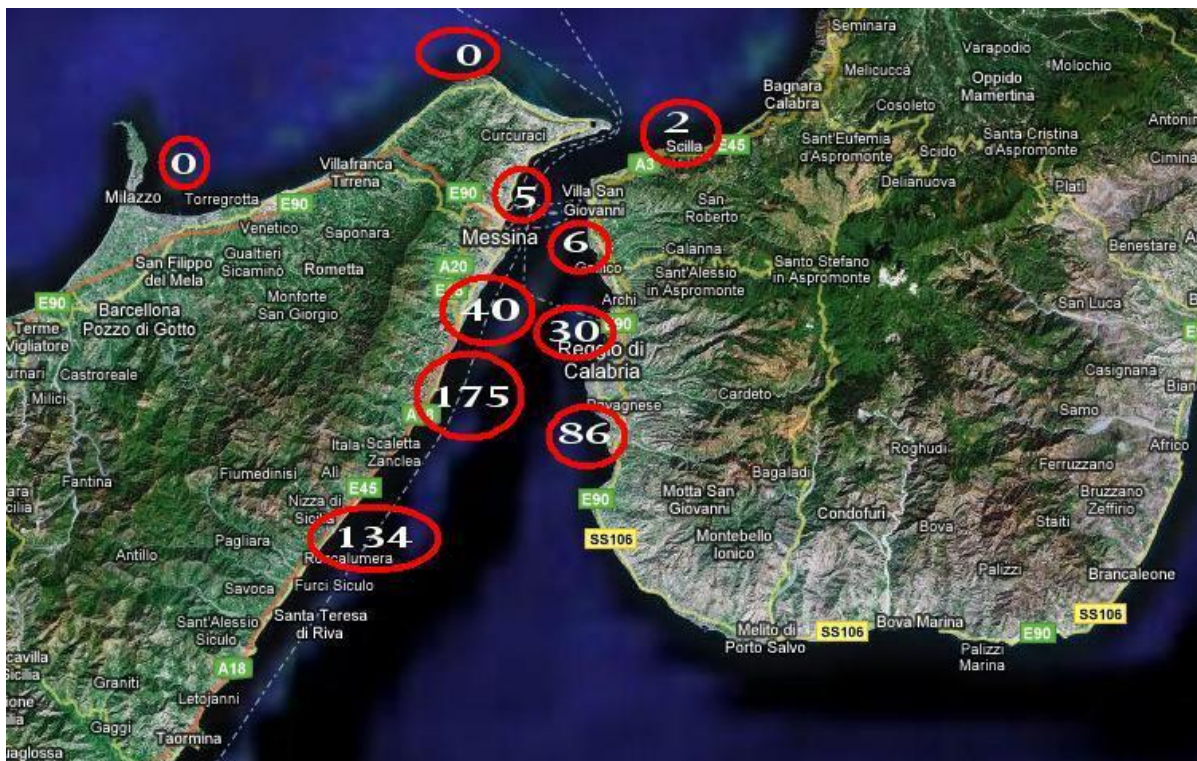 Seminara
Varapodio
Molochio
Melicuccà
Oppido
Mamertina
Bagnara
Calabra
Cosoleto
0
2
Scilla
Curcuraci
A3
E45
Sant'Eufemia
d'Aspromonte
Santa Cristina
d'Aspromonte
Scido
Delianuova
Platì
0
Milazzo
Torregrotta
Villafranca
Tirrena
E90
E90
5
Villa San
Giovanni
San
Roberto
Venetico
Saponara
Messina
6
Calanna
Benestare
San Filippo
del Mela
Gualtieri
Sicaminò
Rometta
A20
Sant'Alessio
in Aspromonte
Santo Stefano
in Aspromonte
Monforte
San Giorgio
E90
Barcellona
Pozzo di Gotto
40
Archi
30
San Luca
Terme
Vigliatore
Reggio di
Calabria
Castroreale
Milici
175
Cardeto
Casignana
86
Samo
Itala
Scaletta
Zanclea
Roghudi
Africo
Fiumedinisi
Alì
Bagaladi
Ferruzzano
Fantina
E45
E90
Motta San
Giovanni
Bruzzano
Zeffirio
Nizza di
Sicilia
Condofuri
Bova
Staiti
134
SS106
Montebello
Ionico
Pagliara
Antillo
Palizzi
Brancaleone
Savoca
Furci Siculo
Sant'Alessio
Siculo
Santa Teresa
di Riva
Melito di
Porto Salvo
SS106
Bova Marina
SS106
E90
Palizzi
Marina
A18
Graniti
Letojanni
Gaggi
Taormina